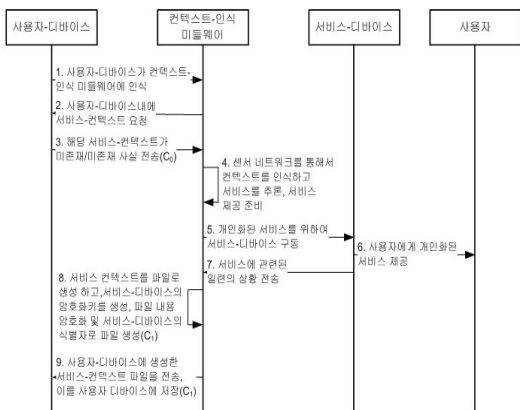 사용자-디바이스
컨텍스트-인식
미들웨어
서비스-디바이스
사용자
1. 사용자-디바이스가 컨텍스트-
인식 미들웨어에 인식
2. 사용자-디바이스내에
서비스-컨텍스트 요청
3. 해당 서비스-컨텍스트가
미존재/미존재 사실 전송(C₀)
4. 센서 네트워크를 통해서
컨텍스트를 인식하고
서비스를 추론, 서비스
제공 준비
5. 개인화된 서비스를 위하여
서비스-디바이스 구동
6. 사용자에게 개인화된
서비스 제공
7. 서비스에 관련된
일련의 상황 전송
8. 서비스 컨텍스트를 파일로
생성 하고,서비스-디바이스의
암호화키를 생성, 파일 내용
암호화 및 서비스-디바이스의
식별자로 파일 생성(C₁)
9. 사용자-디바이스에 생성한
서비스-컨텍스트 파일을 전송,
이를 사용자 디바이스에 저장(C₁)